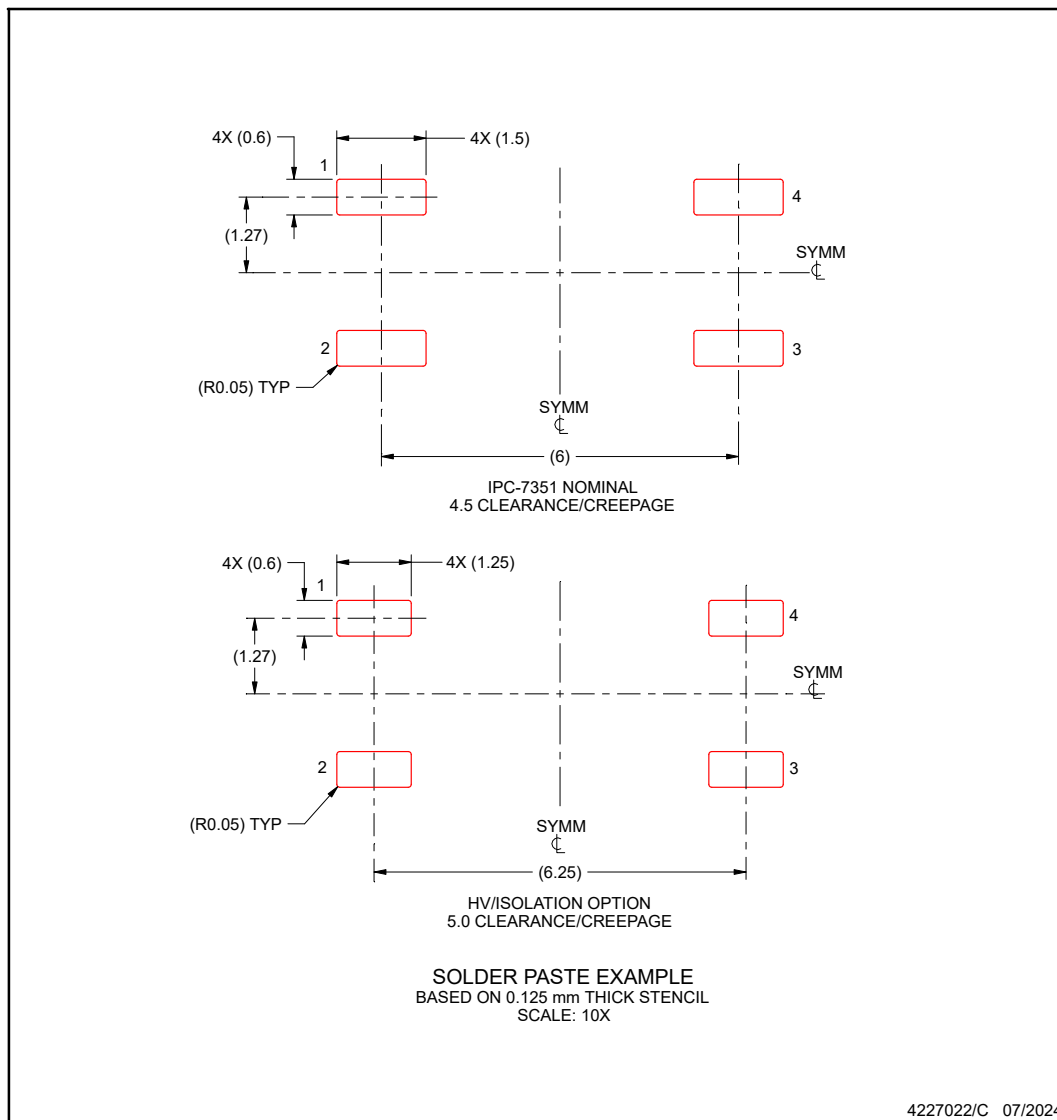 4X (0.6)
4X (1.5)
1
4
(1.27)
SYMM
℄
2
3
(R0.05) TYP
SYMM
℄
(6)
IPC-7351 NOMINAL
4.5 CLEARANCE/CREEPAGE
4X (0.6)
4X (1.25)
1
4
(1.27)
SYMM
℄
2
3
(R0.05) TYP
SYMM
℄
(6.25)
HV/ISOLATION OPTION
5.0 CLEARANCE/CREEPAGE
SOLDER PASTE EXAMPLE
BASED ON 0.125 mm THICK STENCIL
SCALE: 10X
4227022/C 07/2024